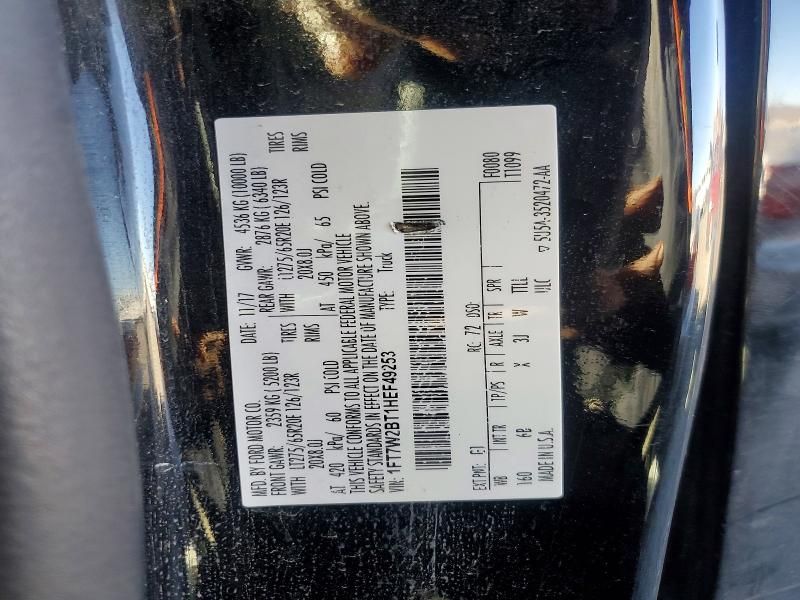 MFD. BY FORD MOTOR CO.
DATE: 11/17 GVWR: 4536 KG (10000 LB)
FRONT GAWR: 2359 KG (5200 LB) REAR GAWR: 2876 KG (6340 LB)
WITH LT275/65R20E 126/123R TIRES WITH LT275/65R20E 126/123R TIRES
20X8.0J RIMS 20X8.0J RIMS
AT 420 kPa/ 60 PSI COLD AT 450 kPa/ 65 PSI COLD
THIS VEHICLE CONFORMS TO ALL APPLICABLE FEDERAL MOTOR VEHICLE
SAFETY STANDARDS IN EFFECT ON THE DATE OF MANUFACTURE SHOWN ABOVE.
VIN: 1FT7W2BT1HEF49253 TYPE: Truck
F0080
T1099
EXT PNT: RC: 72 DSO:
WB INT TR TP/PS R AXLE TR SPR
160 X 3J W
MADE IN U.S.A.
5U5A-3520472-AA